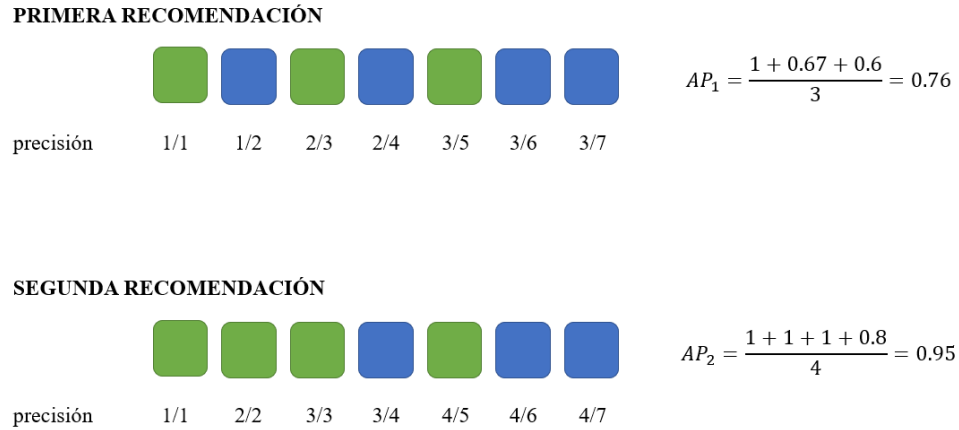 PRIMERA RECOMENDACIÓN
AP₁ = (1 + 0.67 + 0.6)/3 = 0.76
precisión 1/1 1/2 2/3 2/4 3/5 3/6 3/7
SEGUNDA RECOMENDACIÓN
AP₂ = (1 + 1 + 1 + 0.8)/4 = 0.95
precisión 1/1 2/2 3/3 3/4 4/5 4/6 4/7